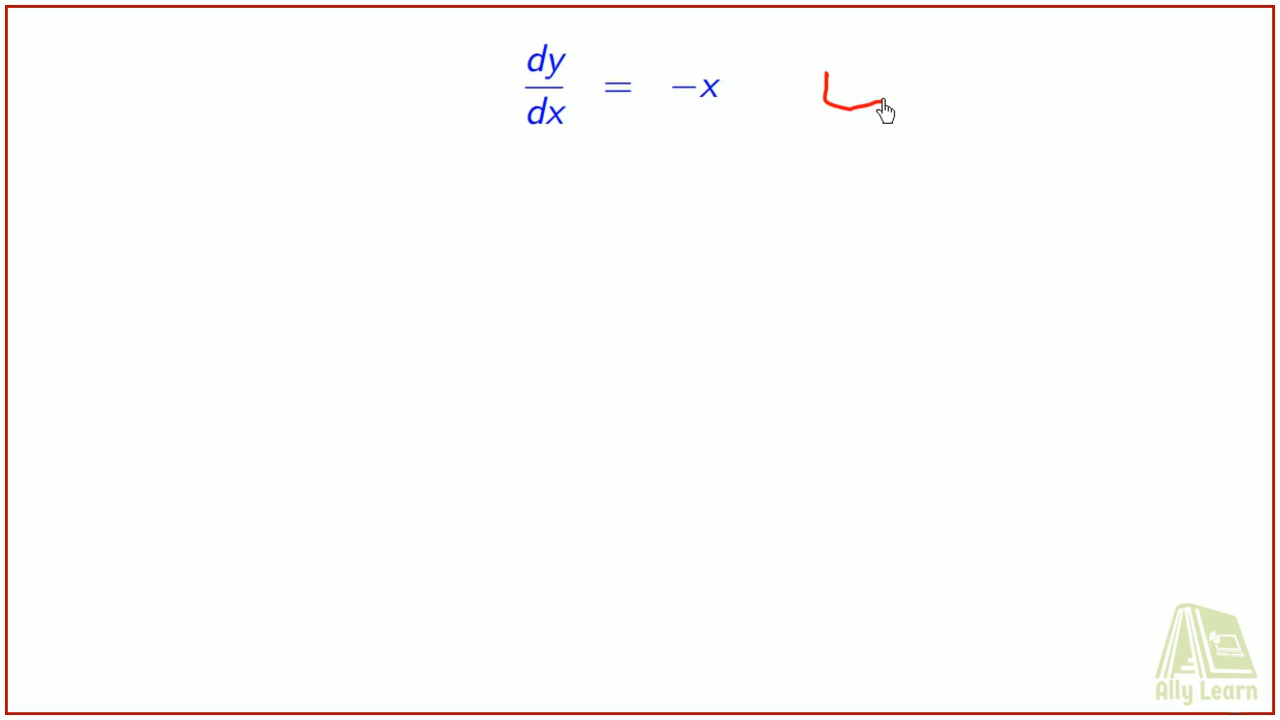 dy/dx = −x
Ally Learn